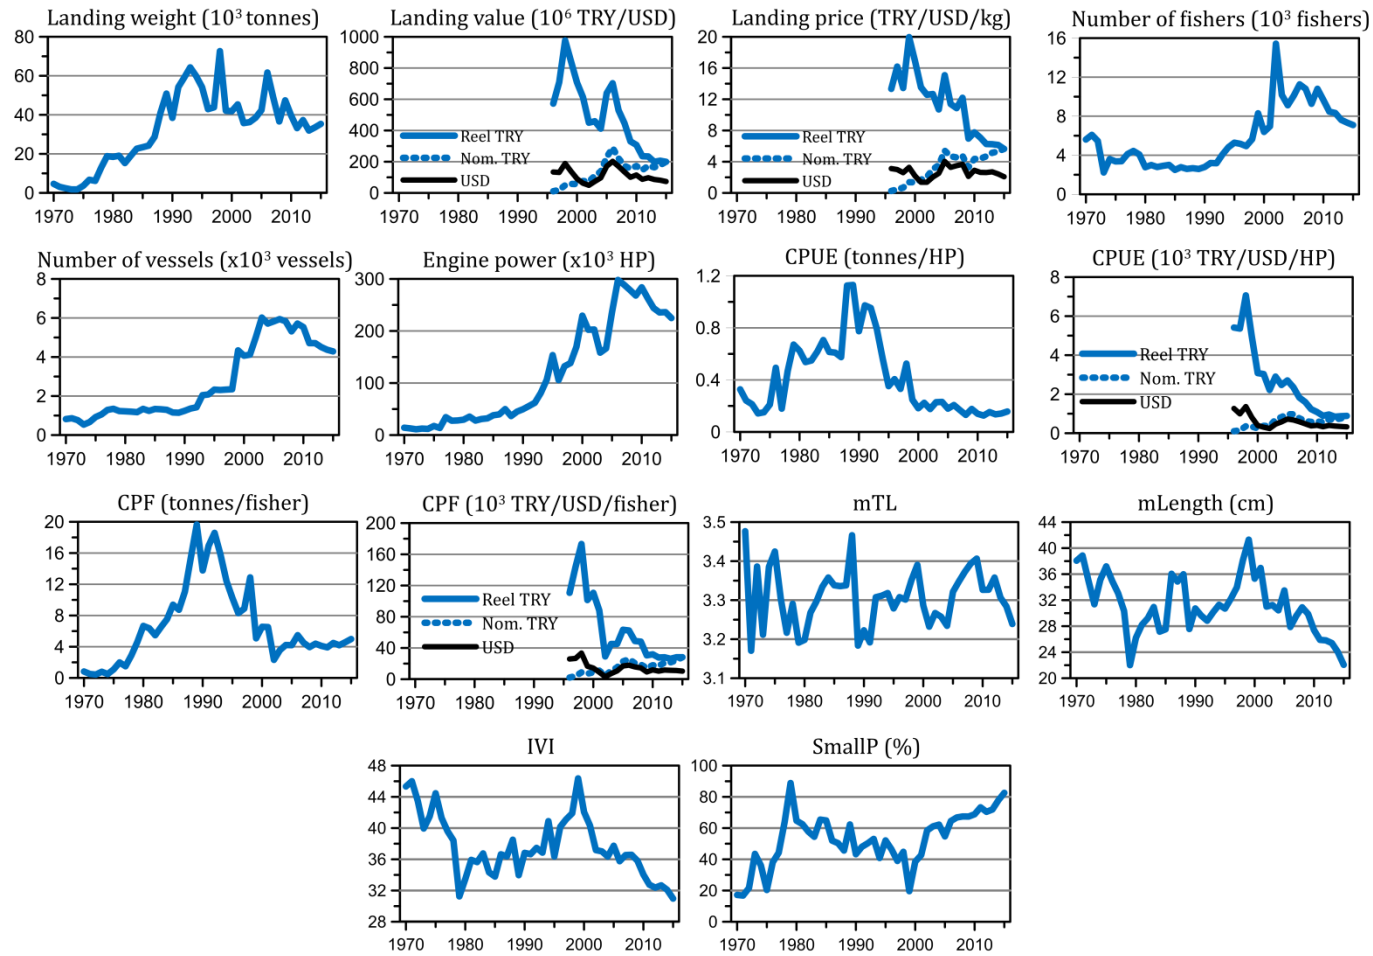 Landing weight (10³ tonnes)
80
60
40
20
0
1970 1980 1990 2000 2010
Landing value (10⁶ TRY/USD)
1000
800
600
400
200
0
Reel TRY
Nom. TRY
USD
1970 1980 1990 2000 2010
Landing price (TRY/USD/kg)
20
16
12
8
4
0
Reel TRY
Nom. TRY
USD
1970 1980 1990 2000 2010
Number of fishers (10³ fishers)
16
12
8
4
0
1970 1980 1990 2000 2010
Number of vessels (x10³ vessels)
8
6
4
2
0
1970 1980 1990 2000 2010
Engine power (x10³ HP)
300
200
100
0
1970 1980 1990 2000 2010
CPUE (tonnes/HP)
1.2
0.8
0.4
0
1970 1980 1990 2000 2010
CPUE (10³ TRY/USD/HP)
8
6
4
2
0
Reel TRY
Nom. TRY
USD
1970 1980 1990 2000 2010
CPF (tonnes/fisher)
20
16
12
8
4
0
1970 1980 1990 2000 2010
CPF (10³ TRY/USD/fisher)
200
160
120
80
40
0
Reel TRY
Nom. TRY
USD
1970 1980 1990 2000 2010
mTL
3.5
3.4
3.3
3.2
3.1
1970 1980 1990 2000 2010
mLength (cm)
44
40
36
32
28
24
20
1970 1980 1990 2000 2010
IVI
48
44
40
36
32
28
1970 1980 1990 2000 2010
SmallP (%)
100
80
60
40
20
0
1970 1980 1990 2000 2010